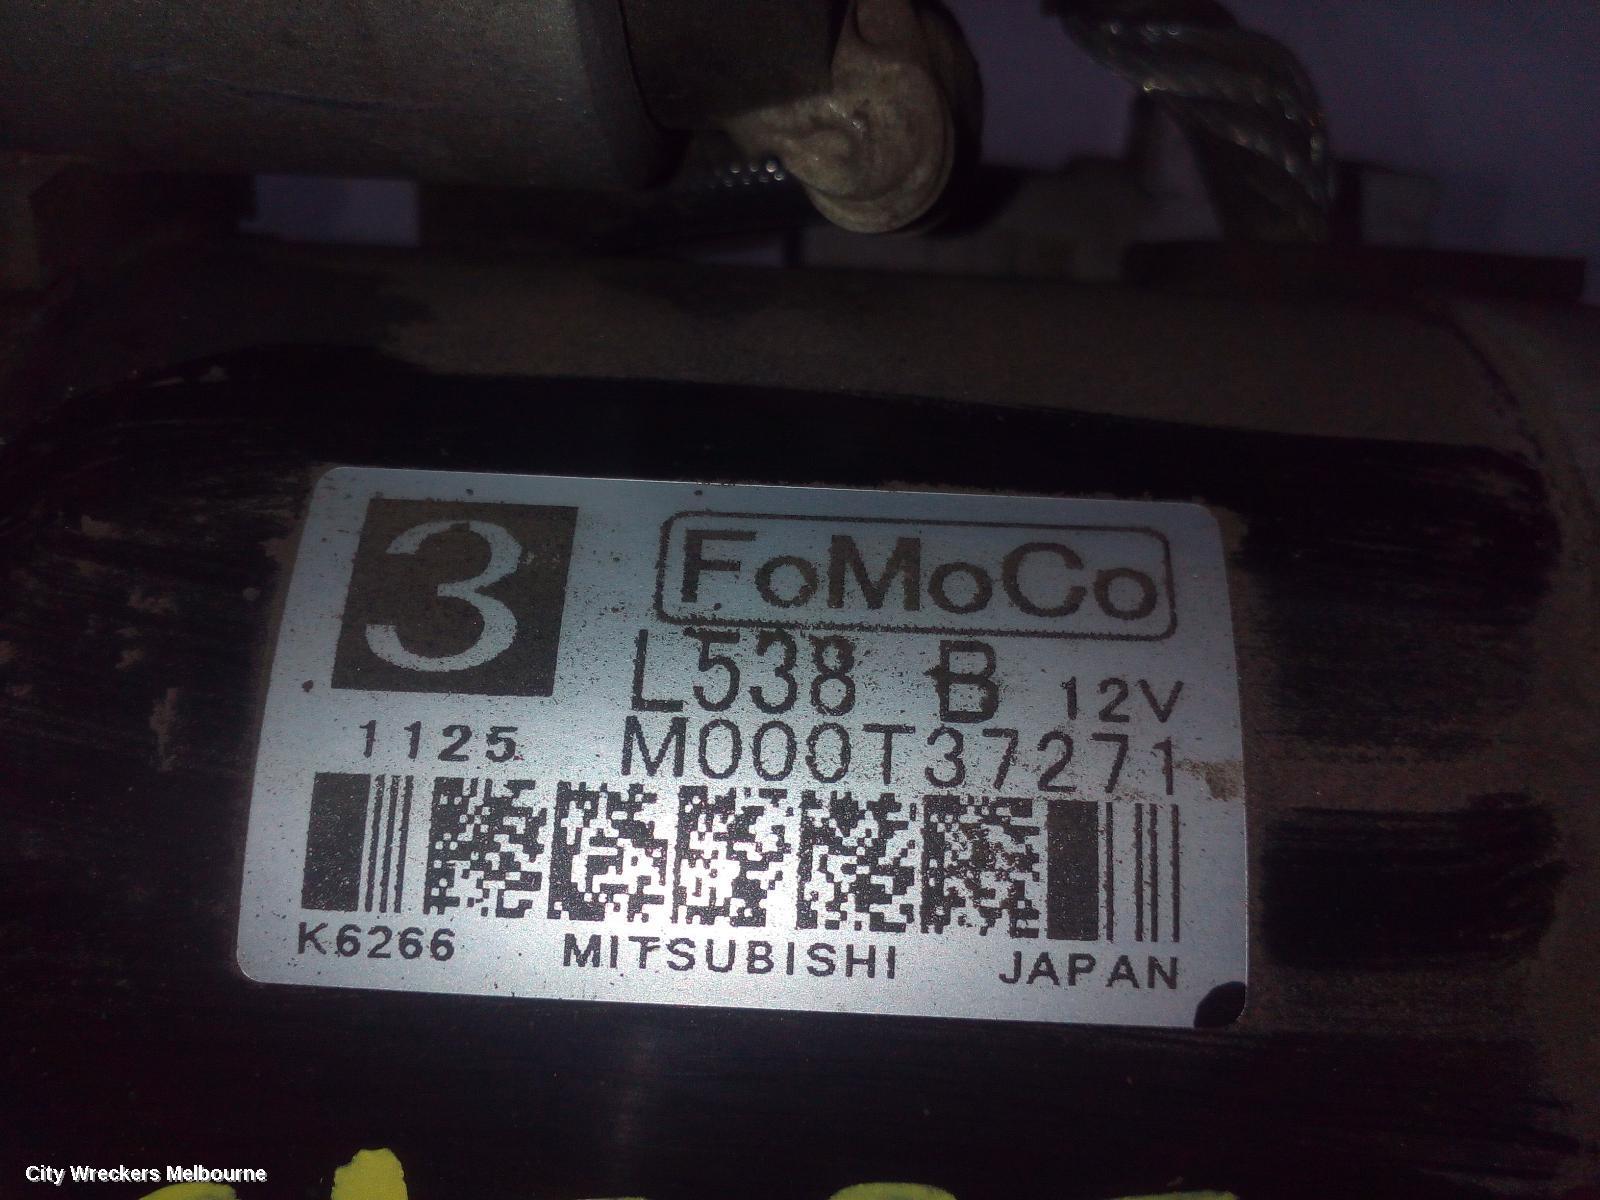 3
FoMoCo
L538 B 12V
1125 M000T37271
K6266 MITSUBISHI JAPAN
City Wreckers Melbourne